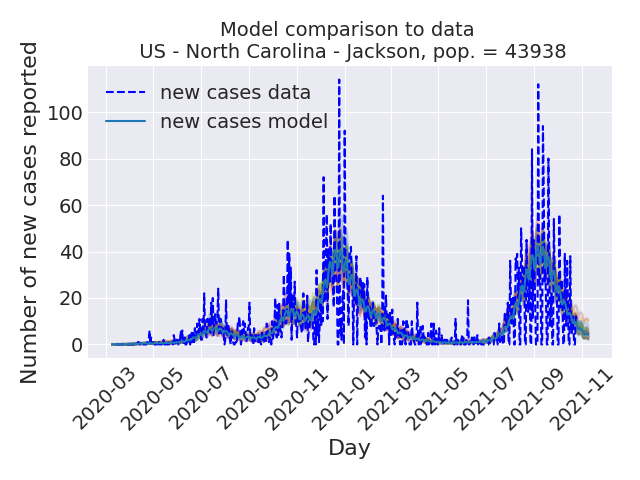 Model comparison to data
US - North Carolina - Jackson, pop. = 43938
Number of new cases reported
new cases data
new cases model
100
80
60
40
20
0
2020-03
2020-05
2020-07
2020-09
2020-11
2021-01
2021-03
2021-05
2021-07
2021-09
2021-11
Day